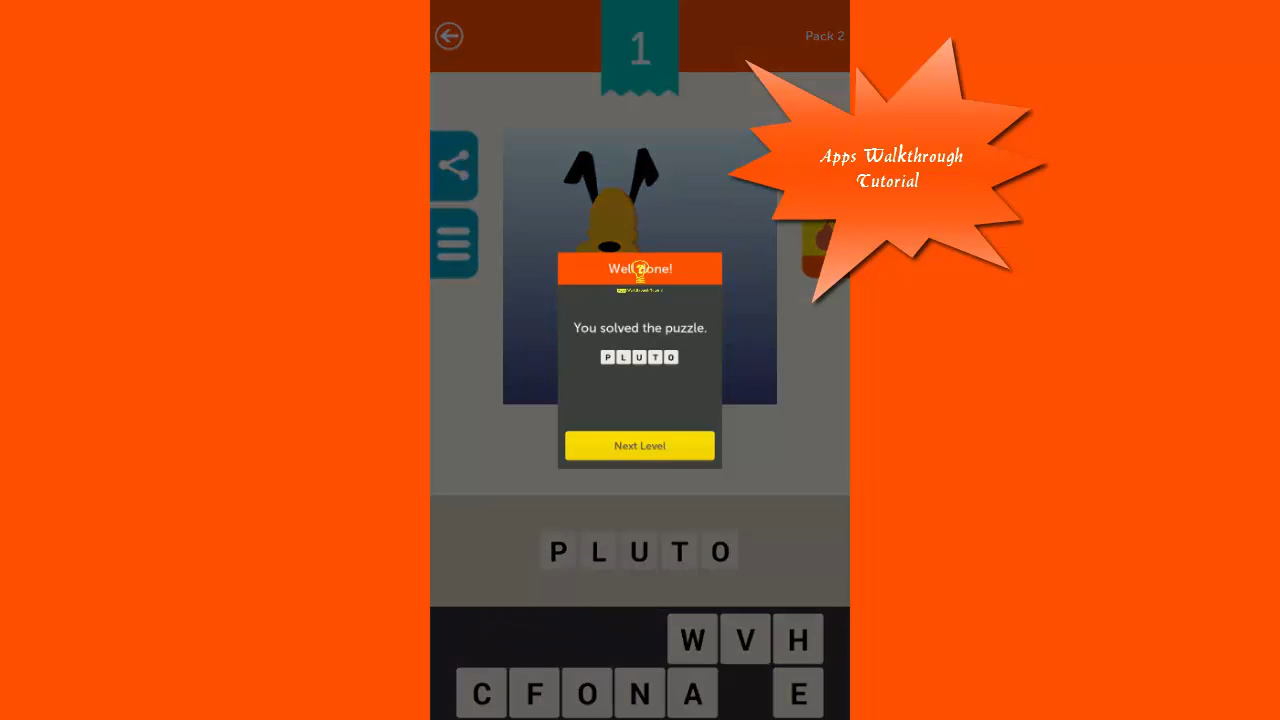 1
Pack 2
Apps Walkthrough
Tutorial
Well Done!
You solved the puzzle.
P L U T O
Next Level
P L U T O
W V H
C F O N A E